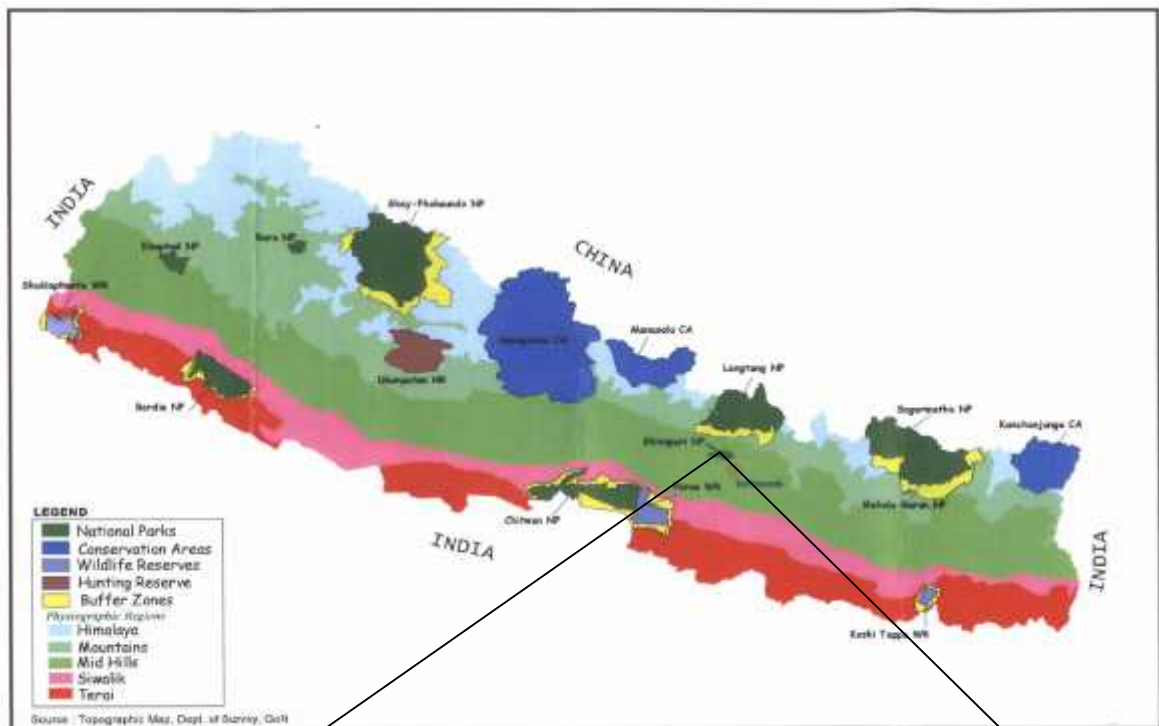 INDIA
Shey-Phoksundo NP
Rara NP
Khaptad NP
CHINA
Shuklaphanta WR
Manasalu CA
Annapurna CA
Langtang NP
Dhorpatan HR
Sagarmatha NP
Kanchanjunga CA
Bardia NP
Shivapuri NP
Parsa WR
Makalu-Barun NP
Chitwan NP
INDIA
INDIA
Koshi Tappu WR
LEGEND
National Parks
Conservation Areas
Wildlife Reserves
Hunting Reserve
Buffer Zones
Physiographic Regions
Himalaya
Mountains
Mid Hills
Siwalik
Terai
Source : Topographic Map, Dept. of Survey, GoN